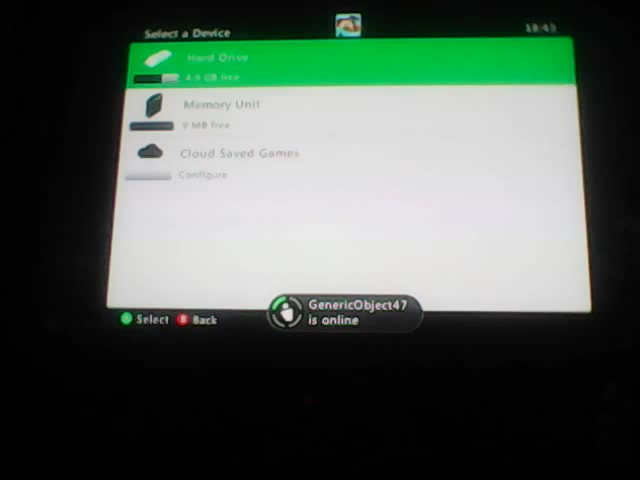 Select a Device
18:43
Hard Drive
4.9 GB free
Memory Unit
9 MB free
Cloud Saved Games
Configure
GenericObject47
is online
Select B Back